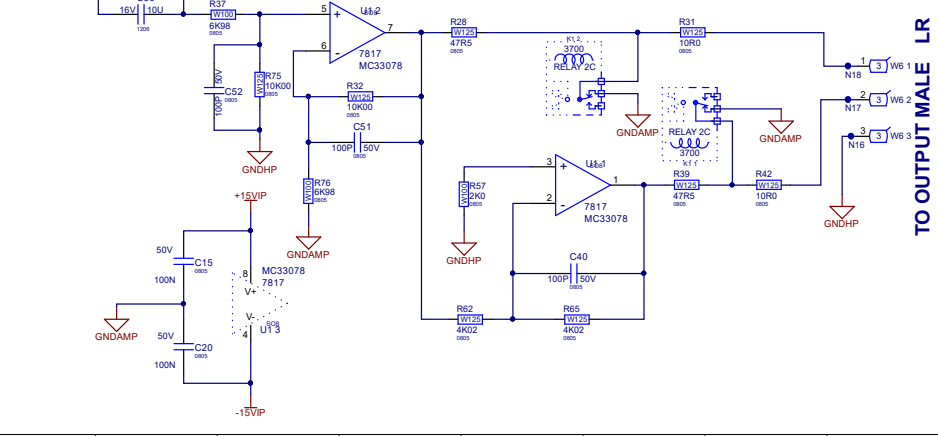 16V
10U
1206
R37
W100
6K98
0805
5
6
7
U1 2
7817
MC33078
R28
W125
47R5
0805
R31
W125
10R0
0805
TO OUTPUT MALE LR
50V
C52
0805
100P
W125
R75
10K00
0805
GNDHP
R32
W125
10K00
0805
C51
100P
50V
0805
K1 2
3700
RELAY 2C
GNDAMP
RELAY 2C
3700
K1 1
GNDAMP
1
N18
3
W6 1
2
N17
3
W6 2
3
N16
3
W6 3
GNDHP
W100
R76
6K98
0805
GNDAMP
W100
R57
2K0
0805
GNDHP
3
2
1
U1 1
7817
MC33078
R39
W125
47R5
0805
R42
W125
10R0
0805
+15VIP
50V
C15
0805
100N
GNDAMP
50V
C20
0805
100N
MC33078
7817
8
V+
V-
4
SO8
U1 3
-15VIP
C40
100P
50V
0805
R62
W125
4K02
0805
R65
W125
4K02
0805